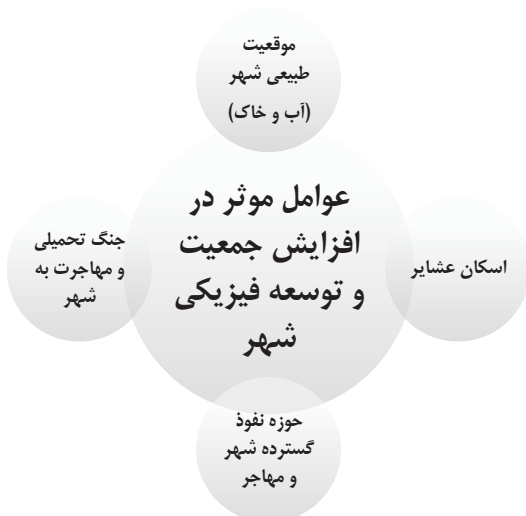 موقعیت
طبیعی شهر
(آب و خاک)
عوامل موثر در
افزایش جمعیت
و توسعه فیزیکی
شهر
اسکان عشایر
جنگ تحمیلی
و مهاجرت به
شهر
حوزه نفوذ
گسترده شهر
و مهاجر